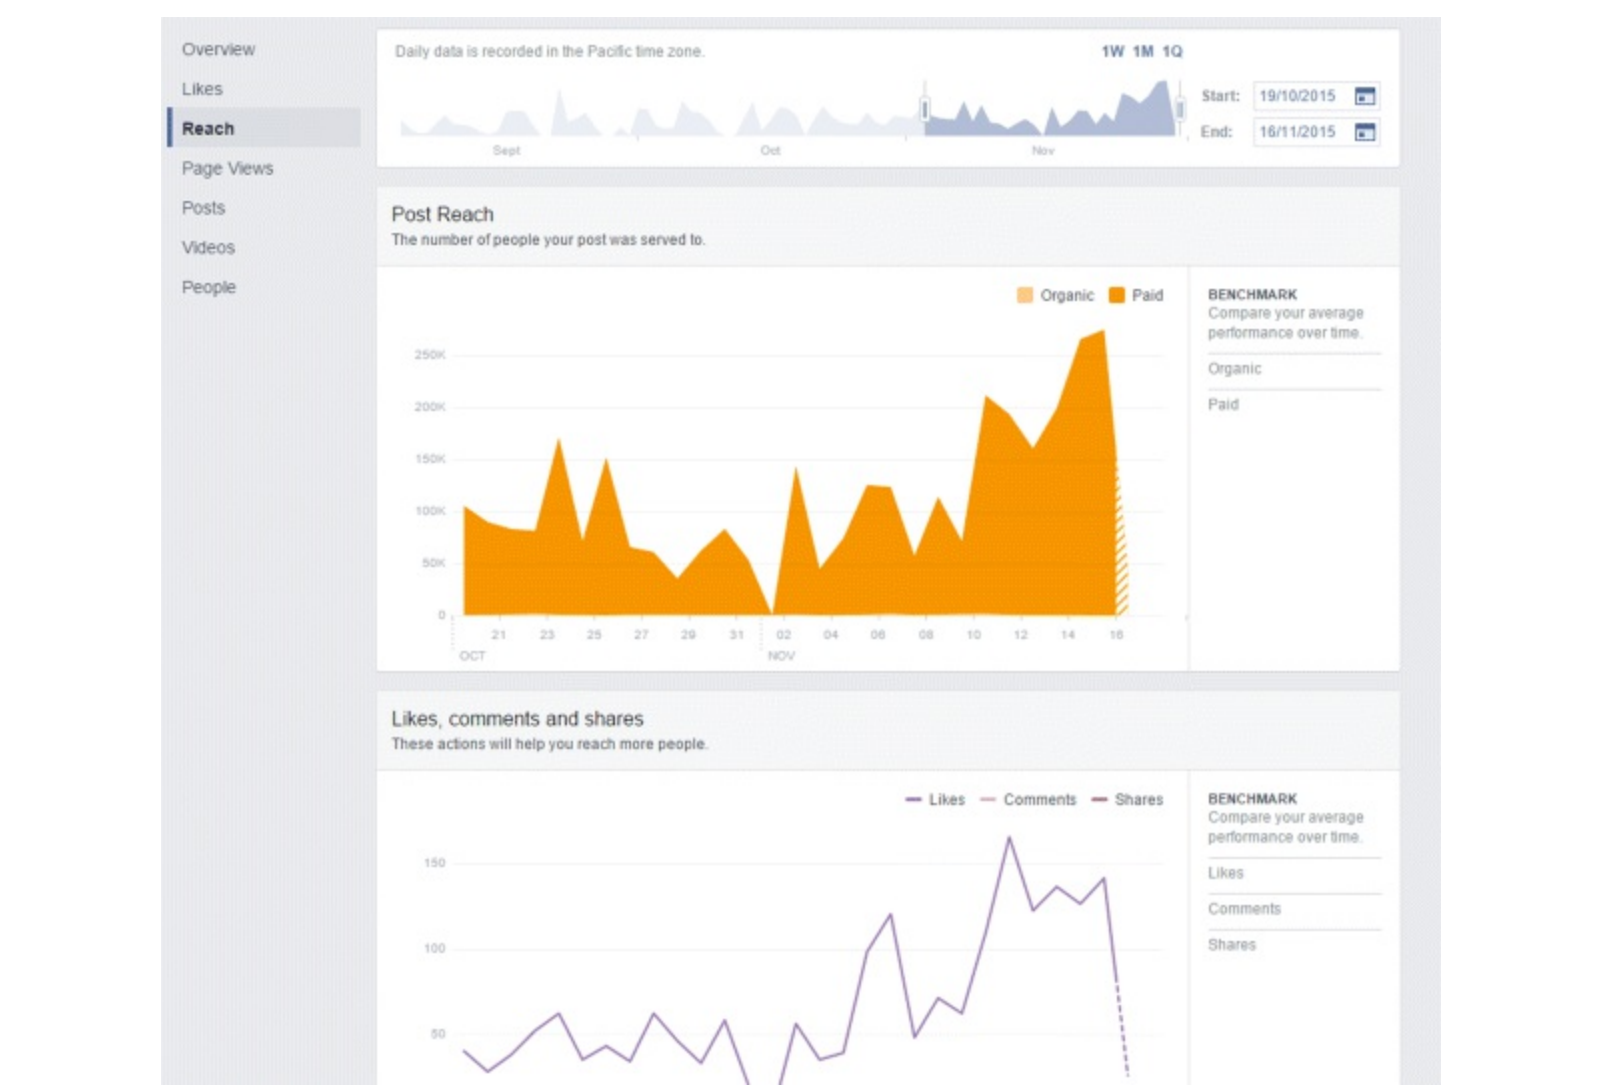 Overview
Likes
Reach
Page Views
Posts
Videos
People
Daily data is recorded in the Pacific time zone.
1W 1M 1Q
Start: 19/10/2015
End: 16/11/2015
Sept Oct Nov
Post Reach
The number of people your post was served to.
Organic Paid
250K
200K
150K
100K
50K
0
21 23 25 27 29 31 02 04 06 08 10 12 14 16
OCT NOV
BENCHMARK
Compare your average
performance over time.
Organic
Paid
Likes, comments and shares
These actions will help you reach more people.
Likes Comments Shares
150
100
50
BENCHMARK
Compare your average
performance over time.
Likes
Comments
Shares